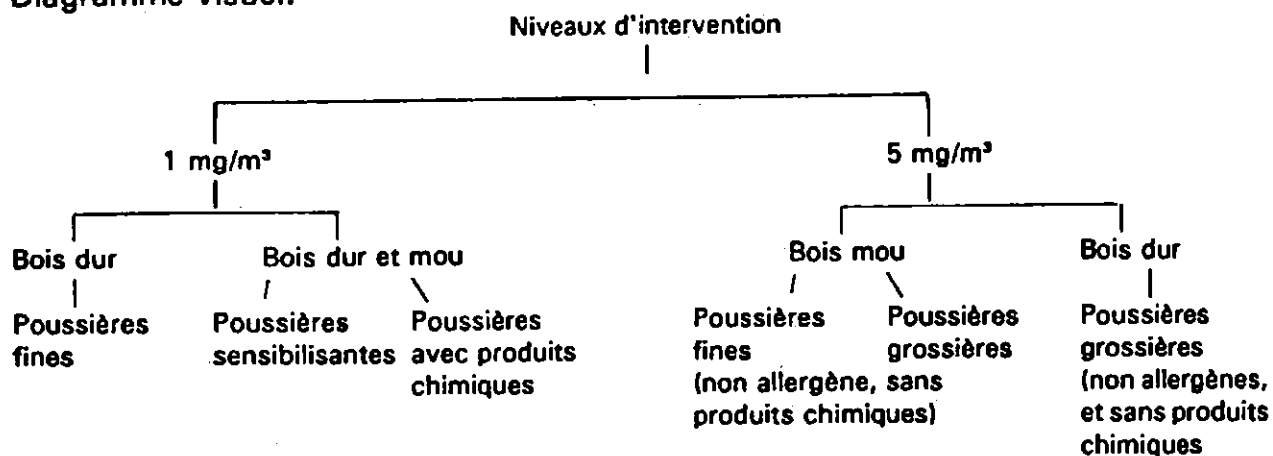 Diagramme visuel.
Niveaux d'intervention
1 mg/m³
5 mg/m³
Bois dur
Bois dur et mou
Bois mou
Bois dur
Poussières
fines
Poussières
sensibilisantes
Poussières
avec produits
chimiques
Poussières
fines
(non allergène, sans
produits chimiques)
Poussières
grossières
Poussières
grossières
(non allergènes,
et sans produits
chimiques